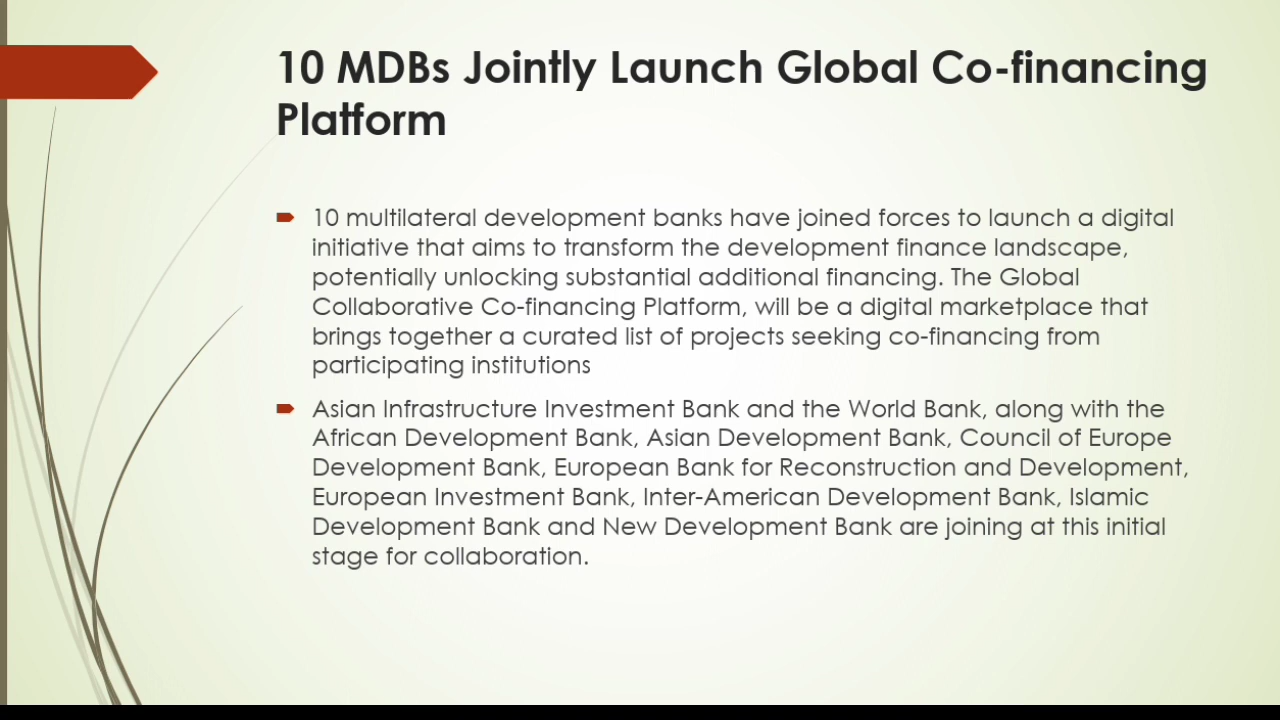 10 MDBs Jointly Launch Global Co-financing
Platform
10 multilateral development banks have joined forces to launch a digital
initiative that aims to transform the development finance landscape,
potentially unlocking substantial additional financing. The Global
Collaborative Co-financing Platform, will be a digital marketplace that
brings together a curated list of projects seeking co-financing from
participating institutions
Asian Infrastructure Investment Bank and the World Bank, along with the
African Development Bank, Asian Development Bank, Council of Europe
Development Bank, European Bank for Reconstruction and Development,
European Investment Bank, Inter-American Development Bank, Islamic
Development Bank and New Development Bank are joining at this initial
stage for collaboration.